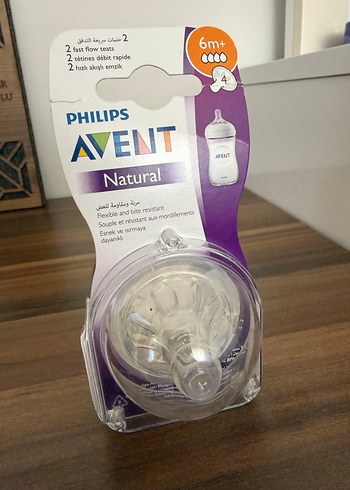 2 حلمات سريعة التدفق
2 fast flow teats
2 tétines débit rapide
2 hızlı akışlı emzik
6m+
4
PHILIPS
AVENT
Natural
AVENT
مرنة ومقاومة للعض
Flexible and bite resistant
Souple et résistant aux mordillements
Esnek ve ısırmaya
dayanıklı